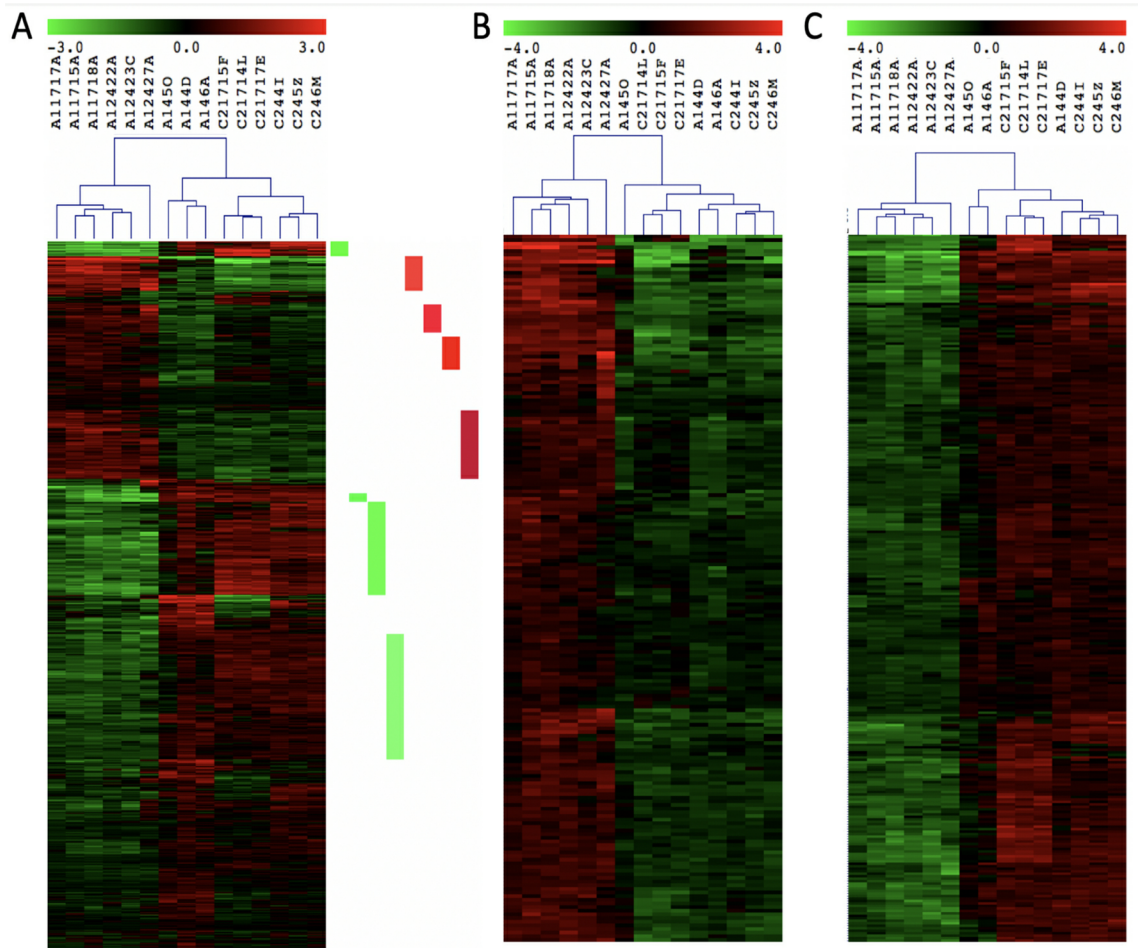 A
-3.0 0.0 3.0
A11717A
A11715A
A11718A
A12422A
A12423C
A12427A
A145O
A144D
A146A
C21715F
C21714L
C21717E
C244I
C245Z
C246M
B
-4.0 0.0 4.0
A11717A
A11715A
A11718A
A12422A
A12423C
A12427A
A145O
C21714L
C21715F
C21717E
A144D
A146A
C244I
C245Z
C246M
C
-4.0 0.0 4.0
A11717A
A11715A
A11718A
A12422A
A12423C
A12427A
A145O
A146A
C21715F
C21714L
C21717E
A144D
C244I
C245Z
C246M